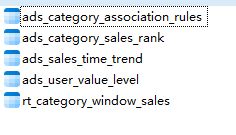 ads_category_association_rules
ads_category_sales_rank
ads_sales_time_trend
ads_user_value_level
rt_category_window_sales